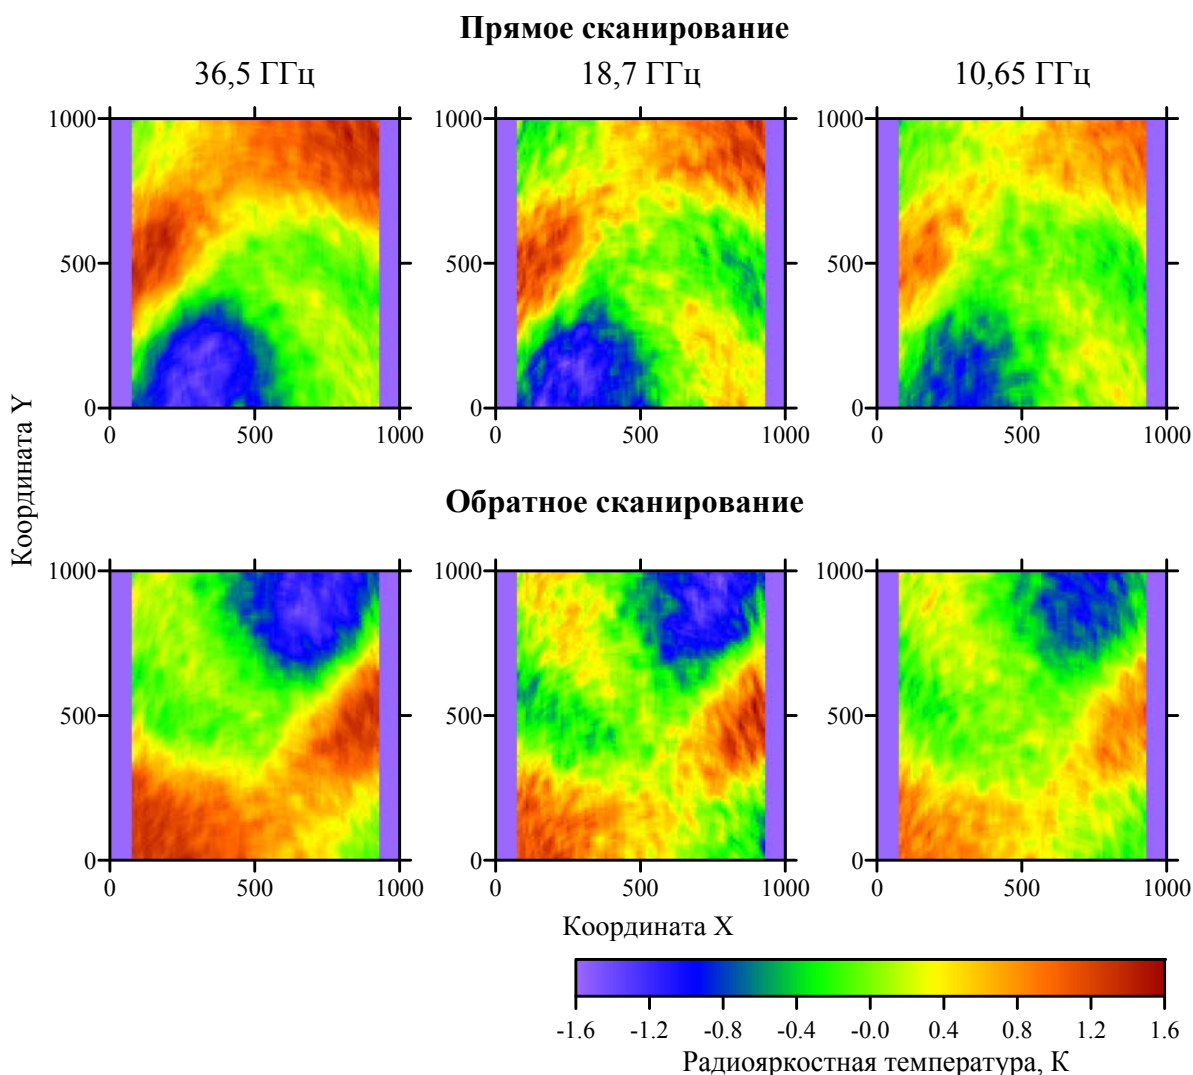 Прямое сканирование
36,5 ГГц 18,7 ГГц 10,65 ГГц
1000 1000 1000
500 500 500
0 0 0
0 500 1000 0 500 1000 0 500 1000
Координата Y
Обратное сканирование
1000 1000 1000
500 500 500
0 0 0
0 500 1000 0 500 1000 0 500 1000
Координата X
-1.6 -1.2 -0.8 -0.4 -0.0 0.4 0.8 1.2 1.6
Радиояркостная температура, К